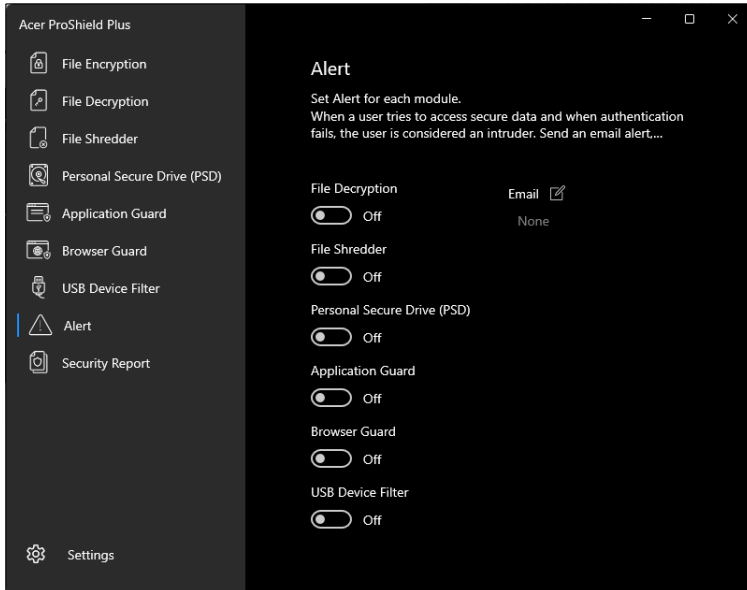 Acer ProShield Plus
File Encryption
File Decryption
File Shredder
Personal Secure Drive (PSD)
Application Guard
Browser Guard
USB Device Filter
Alert
Security Report
Settings
Alert
Set Alert for each module.
When a user tries to access secure data and when authentication
fails, the user is considered an intruder. Send an email alert,...
File Decryption
Off
Email
None
File Shredder
Off
Personal Secure Drive (PSD)
Off
Application Guard
Off
Browser Guard
Off
USB Device Filter
Off